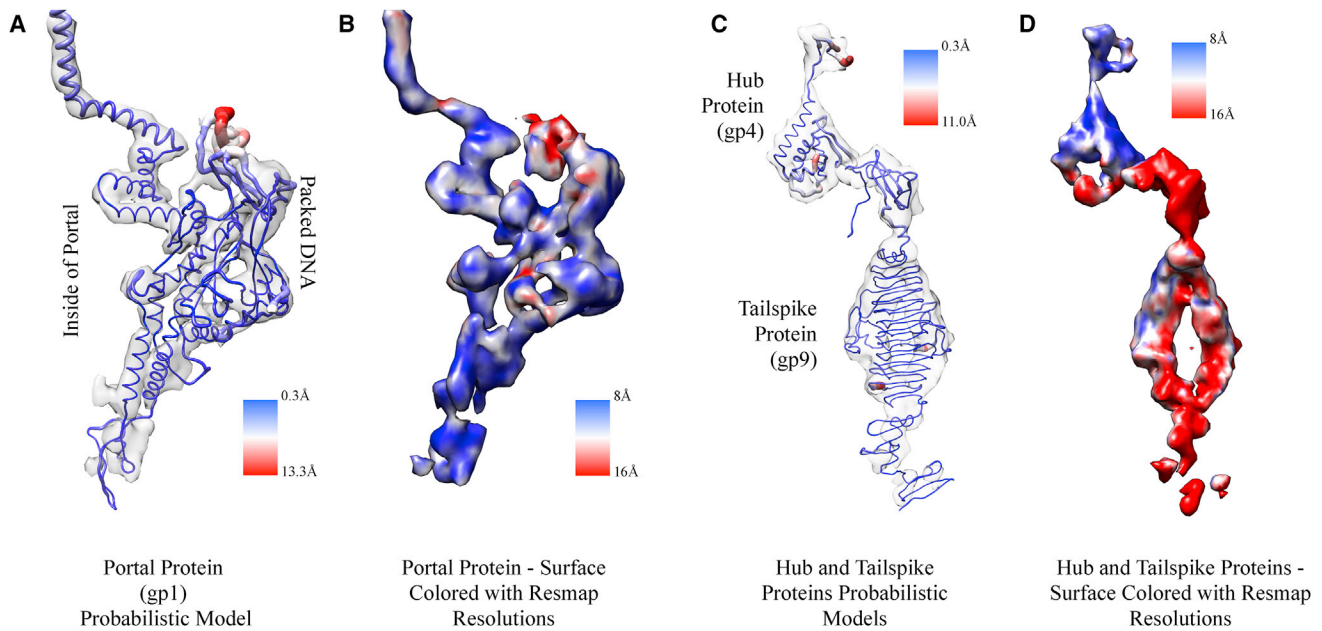 A
Inside of Portal
Packed DNA
0.3Å
13.3Å
Portal Protein
(gp1)
Probabilistic Model
B
8Å
16Å
Portal Protein - Surface
Colored with Resmap
Resolutions
C
Hub
Protein
(gp4)
0.3Å
11.0Å
Tailspike
Protein
(gp9)
Hub and Tailspike
Proteins Probabilistic
Models
D
8Å
16Å
Hub and Tailspike Proteins -
Surface Colored with Resmap
Resolutions